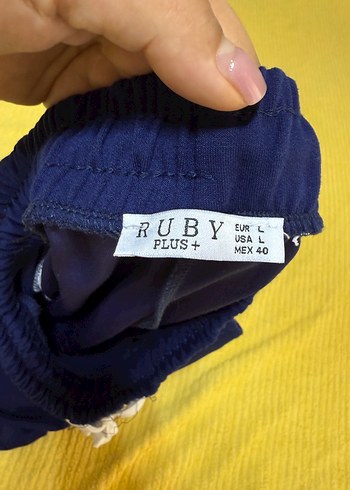 RUBY
PLUS+
EUR L
USA L
MEX 40